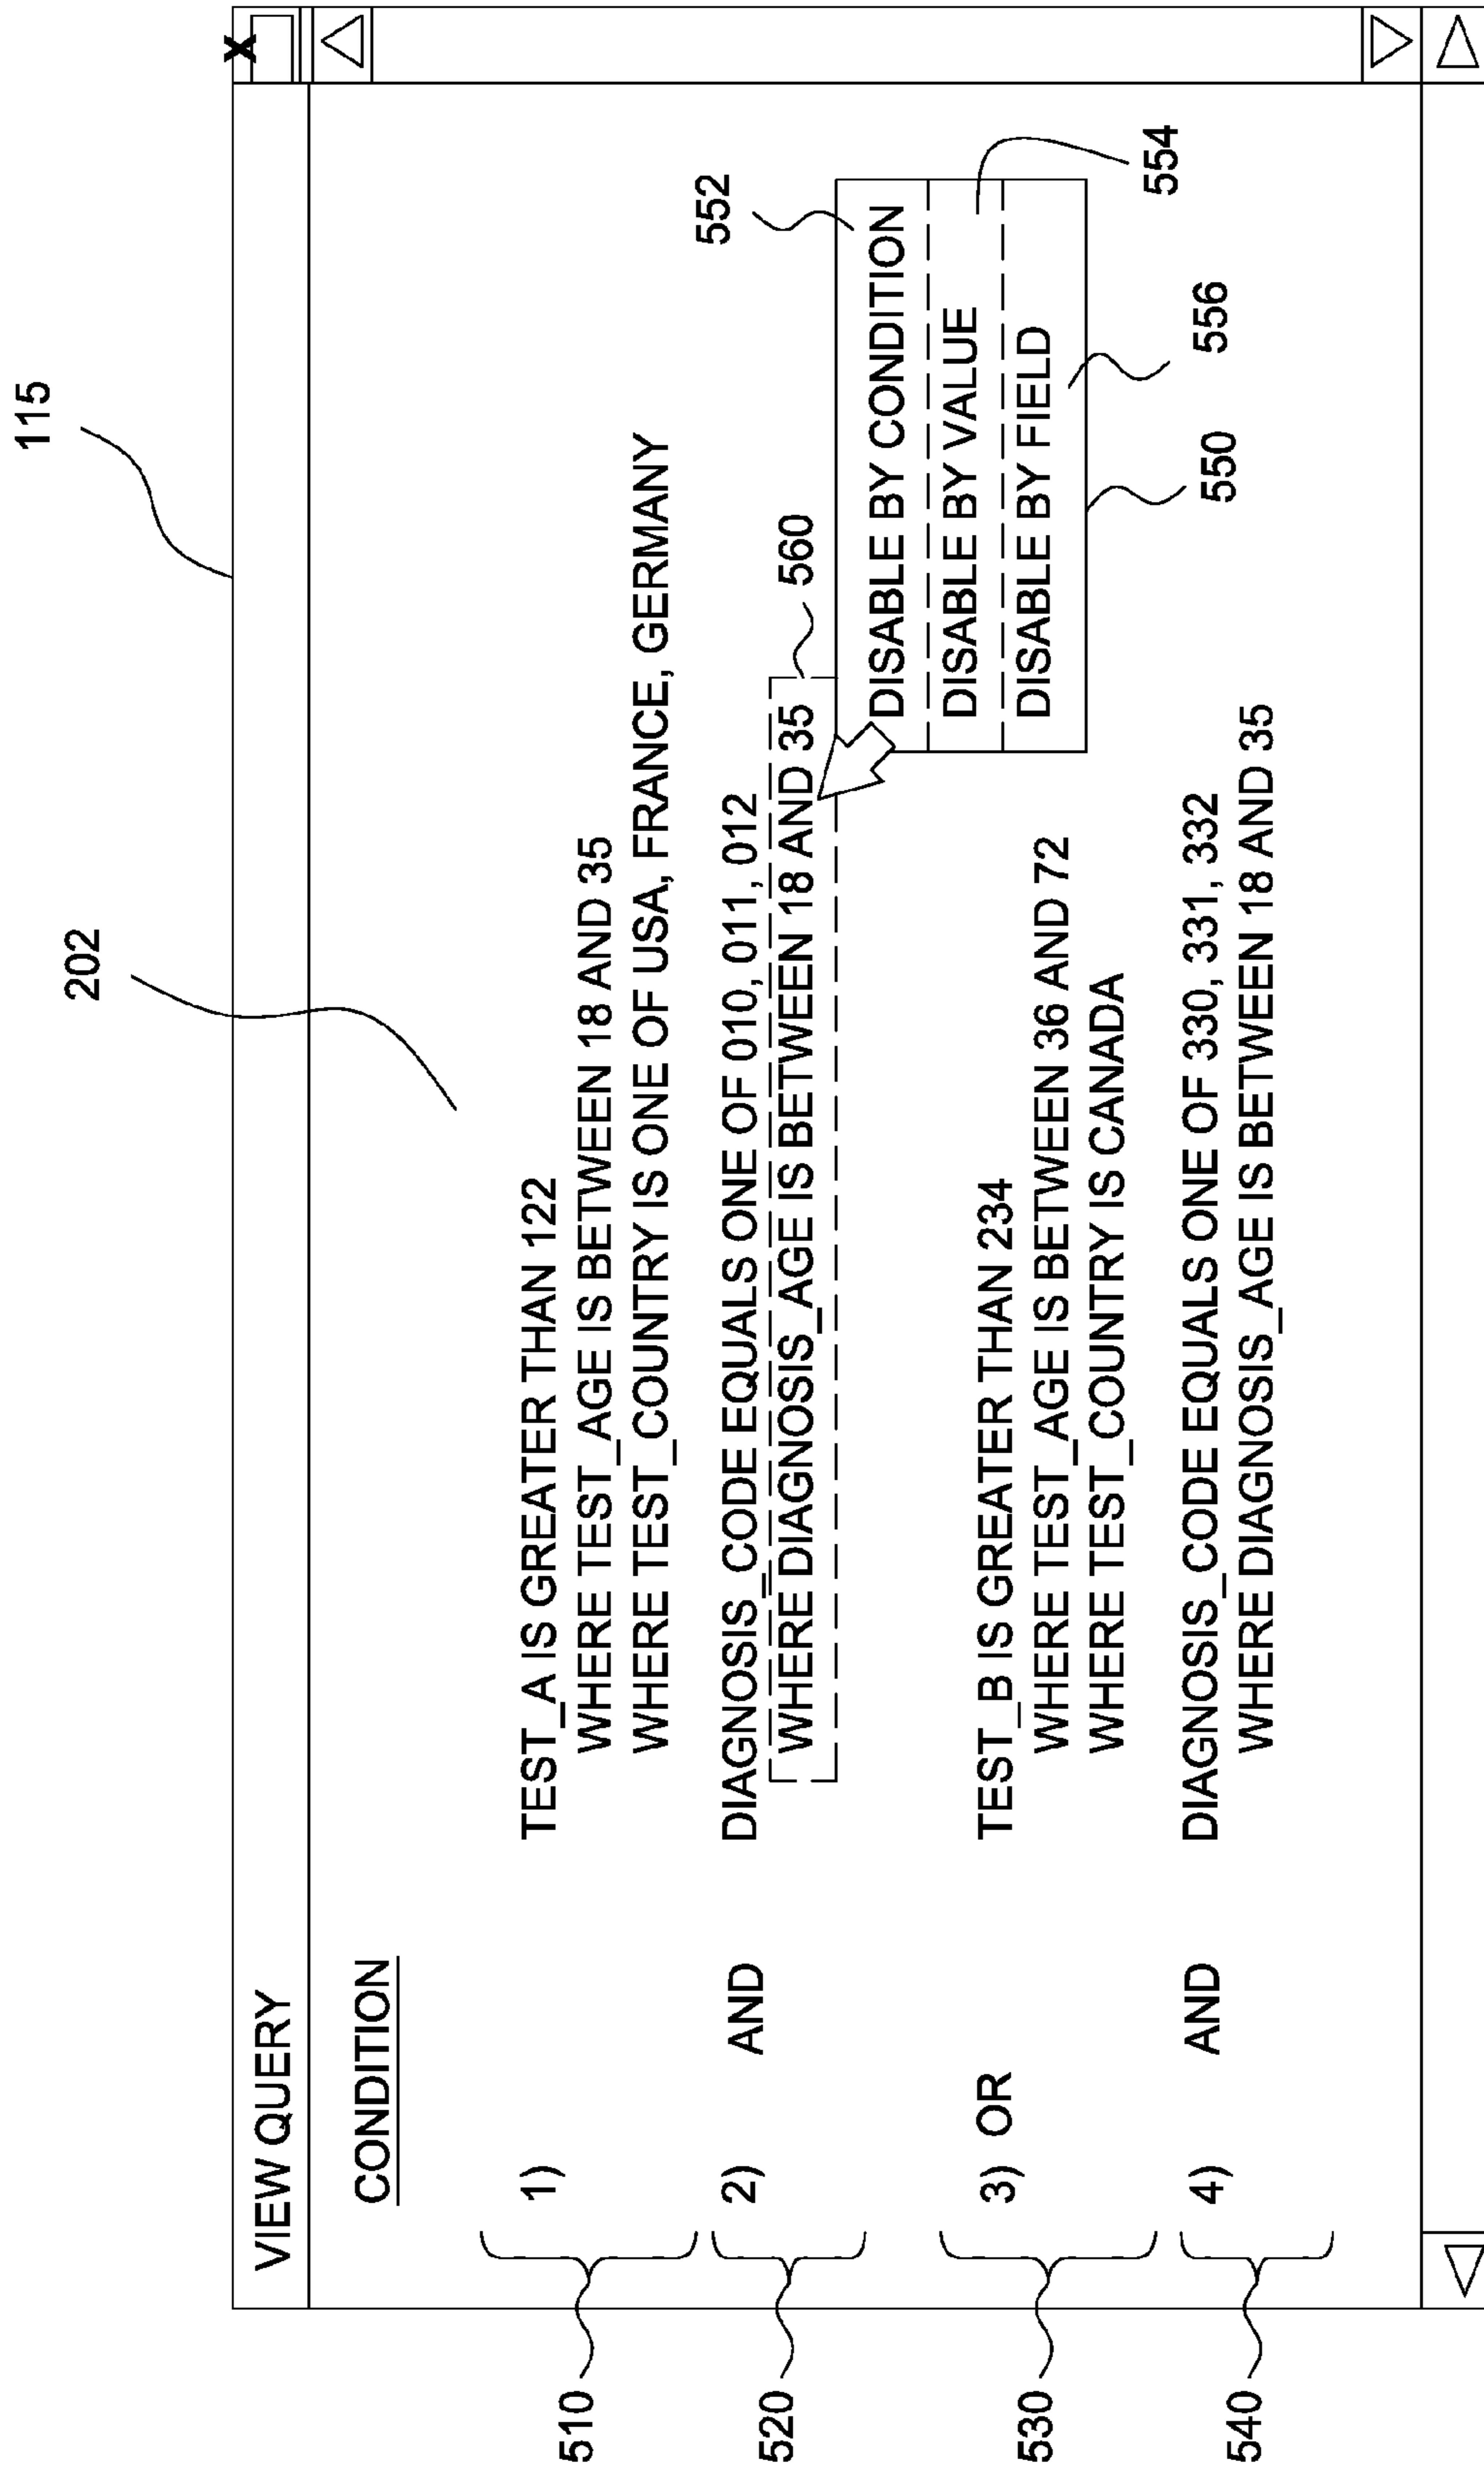 115
202
VIEW QUERY
X
CONDITION
510
1) TEST_A IS GREATER THAN 122
WHERE TEST_AGE IS BETWEEN 18 AND 35
WHERE TEST_COUNTRY IS ONE OF USA, FRANCE, GERMANY
520
2) AND DIAGNOSIS_CODE EQUALS ONE OF 010, 011, 012
WHERE DIAGNOSIS_AGE IS BETWEEN 18 AND 35
560
552
DISABLE BY CONDITION
DISABLE BY VALUE
DISABLE BY FIELD
554
556
550
530
3) OR TEST_B IS GREATER THAN 234
WHERE TEST_AGE IS BETWEEN 36 AND 72
WHERE TEST_COUNTRY IS CANADA
540
4) AND DIAGNOSIS_CODE EQUALS ONE OF 330, 331, 332
WHERE DIAGNOSIS_AGE IS BETWEEN 18 AND 35